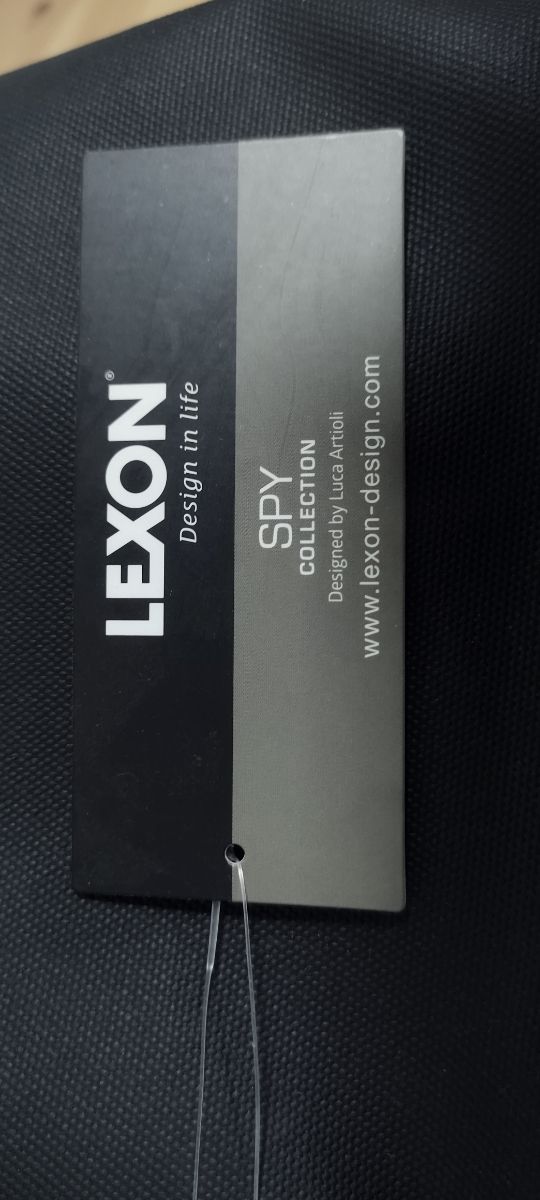 LEXON®
Design in life
SPY
COLLECTION
Designed by Luca Artioli
www.lexon-design.com